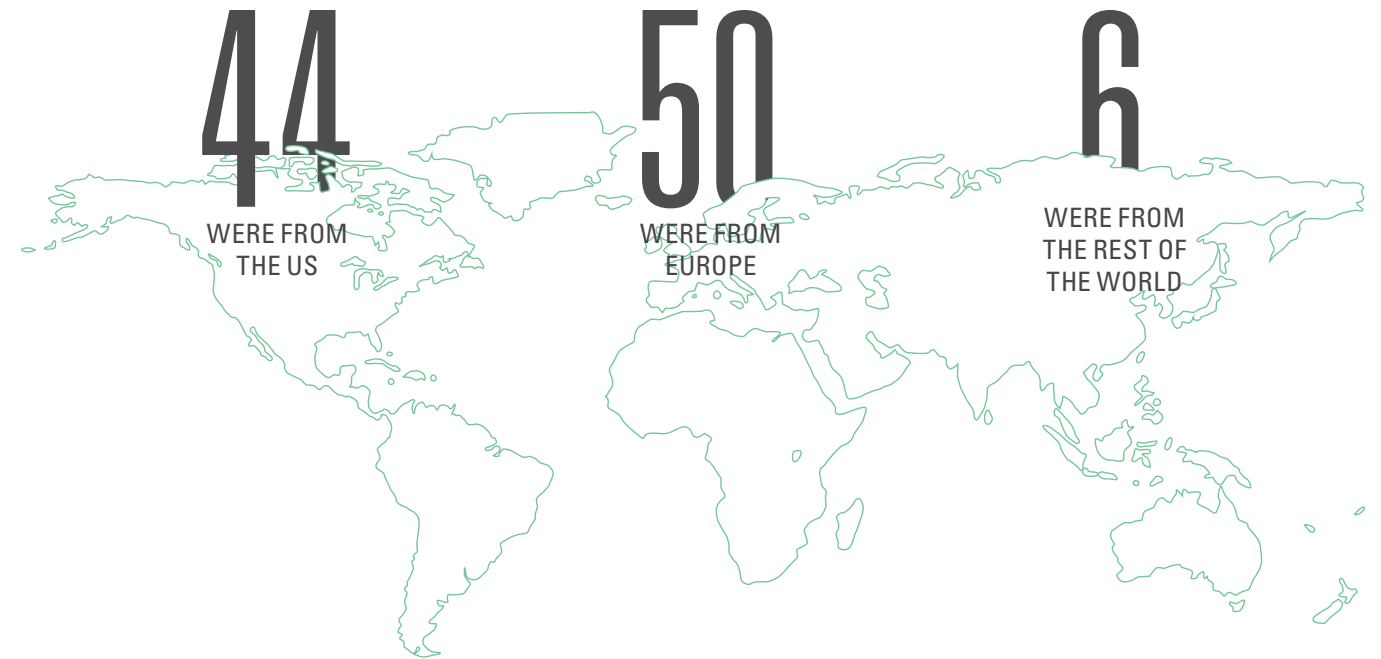 44
WERE FROM
THE US
50
WERE FROM
EUROPE
6
WERE FROM
THE REST OF
THE WORLD